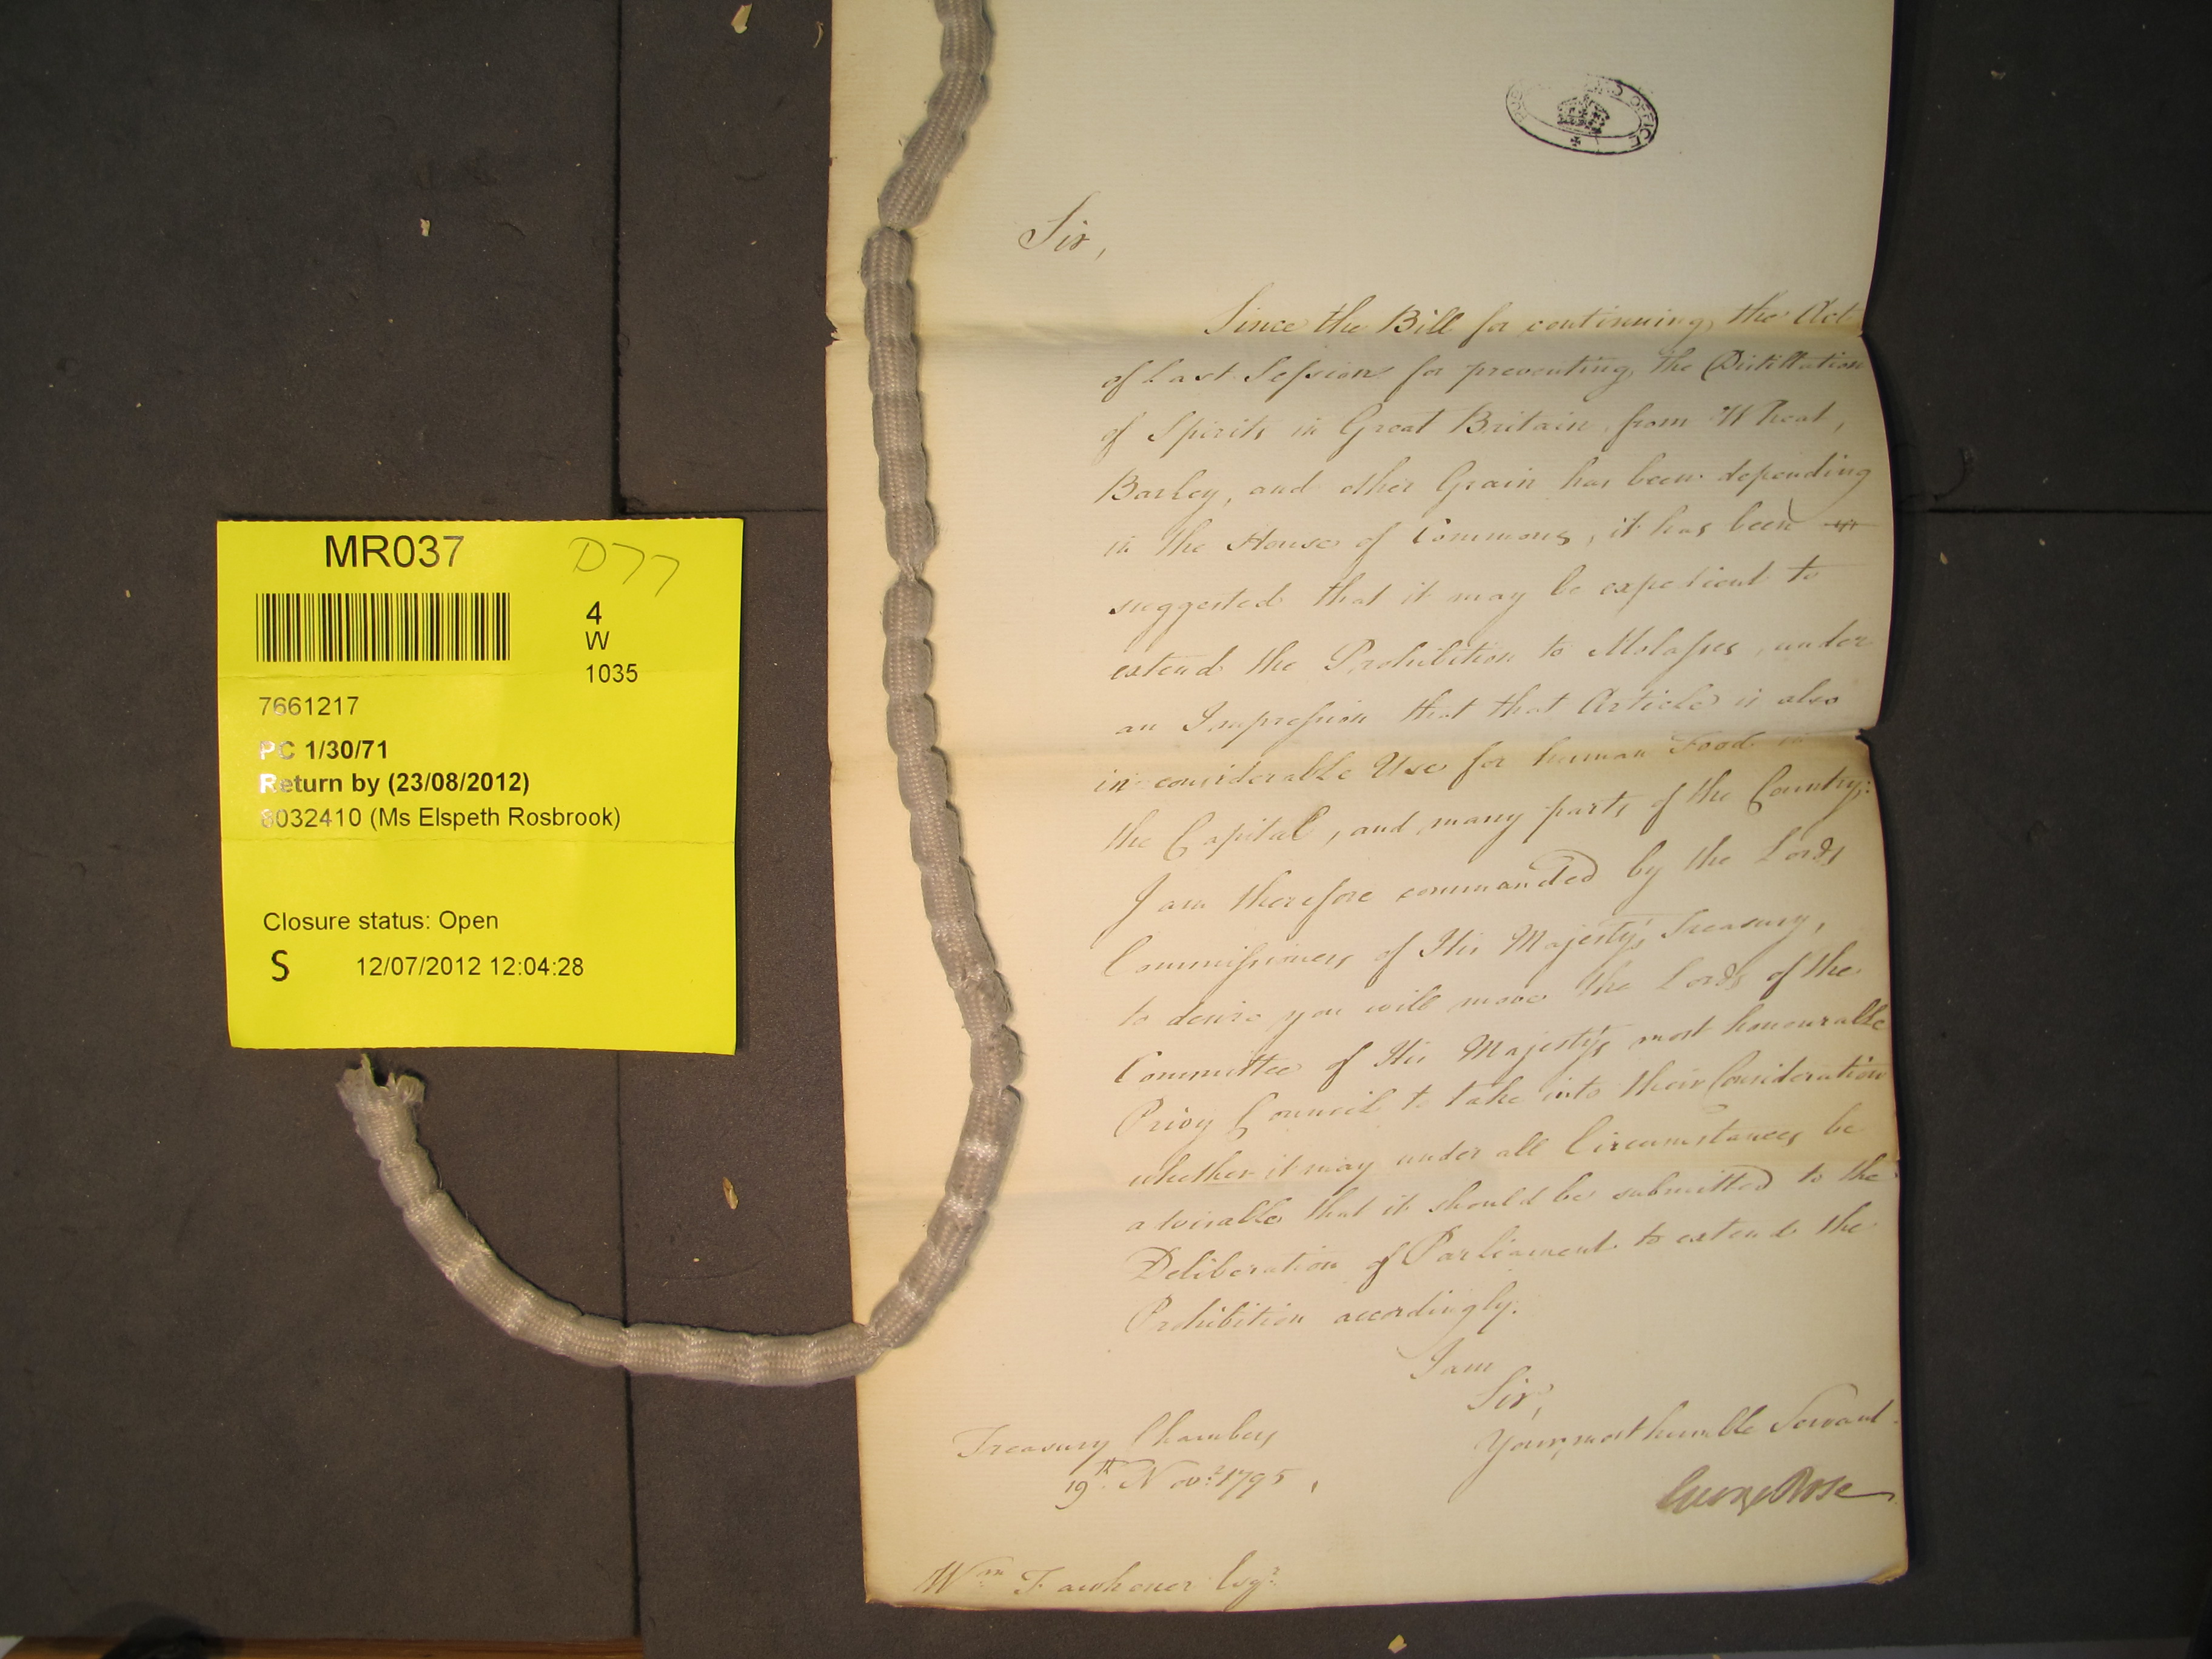 MR037
D77
4
W
1035
7661217
PC 1/30/71
Return by (23/08/2012)
8032410 (Ms Elspeth Rosbrook)
Closure status: Open
S 12/07/2012 12:04:28
OFFICE
Sir,
Since the Bill for continuing the Act
of last Session for preventing the Distillation
of Spirits in Great Britain from Wheat,
Barley, and other Grain has been depending
in the House of Commons, it has been
suggested that it may be expedient to
extend the Prohibition to Molasses, under
an Impression that that Article is also
in considerable Use for human Food in
the Capital, and many parts of the Country;
I am therefore commanded by the Lords
Commissioners of His Majesty's Treasury,
to desire you will move the Lords of the
Committee of His Majesty's most honourable
Privy Council to take into their Consideration
whether it may under all Circumstances be
advisable that it should be submitted to the
Deliberation of Parliament to extend the
Prohibition accordingly.
I am
Sir,
Your most humble Servant
George Rose
Treasury Chambers
19th Nov.r 1795,
Wm Fawkener Esqr